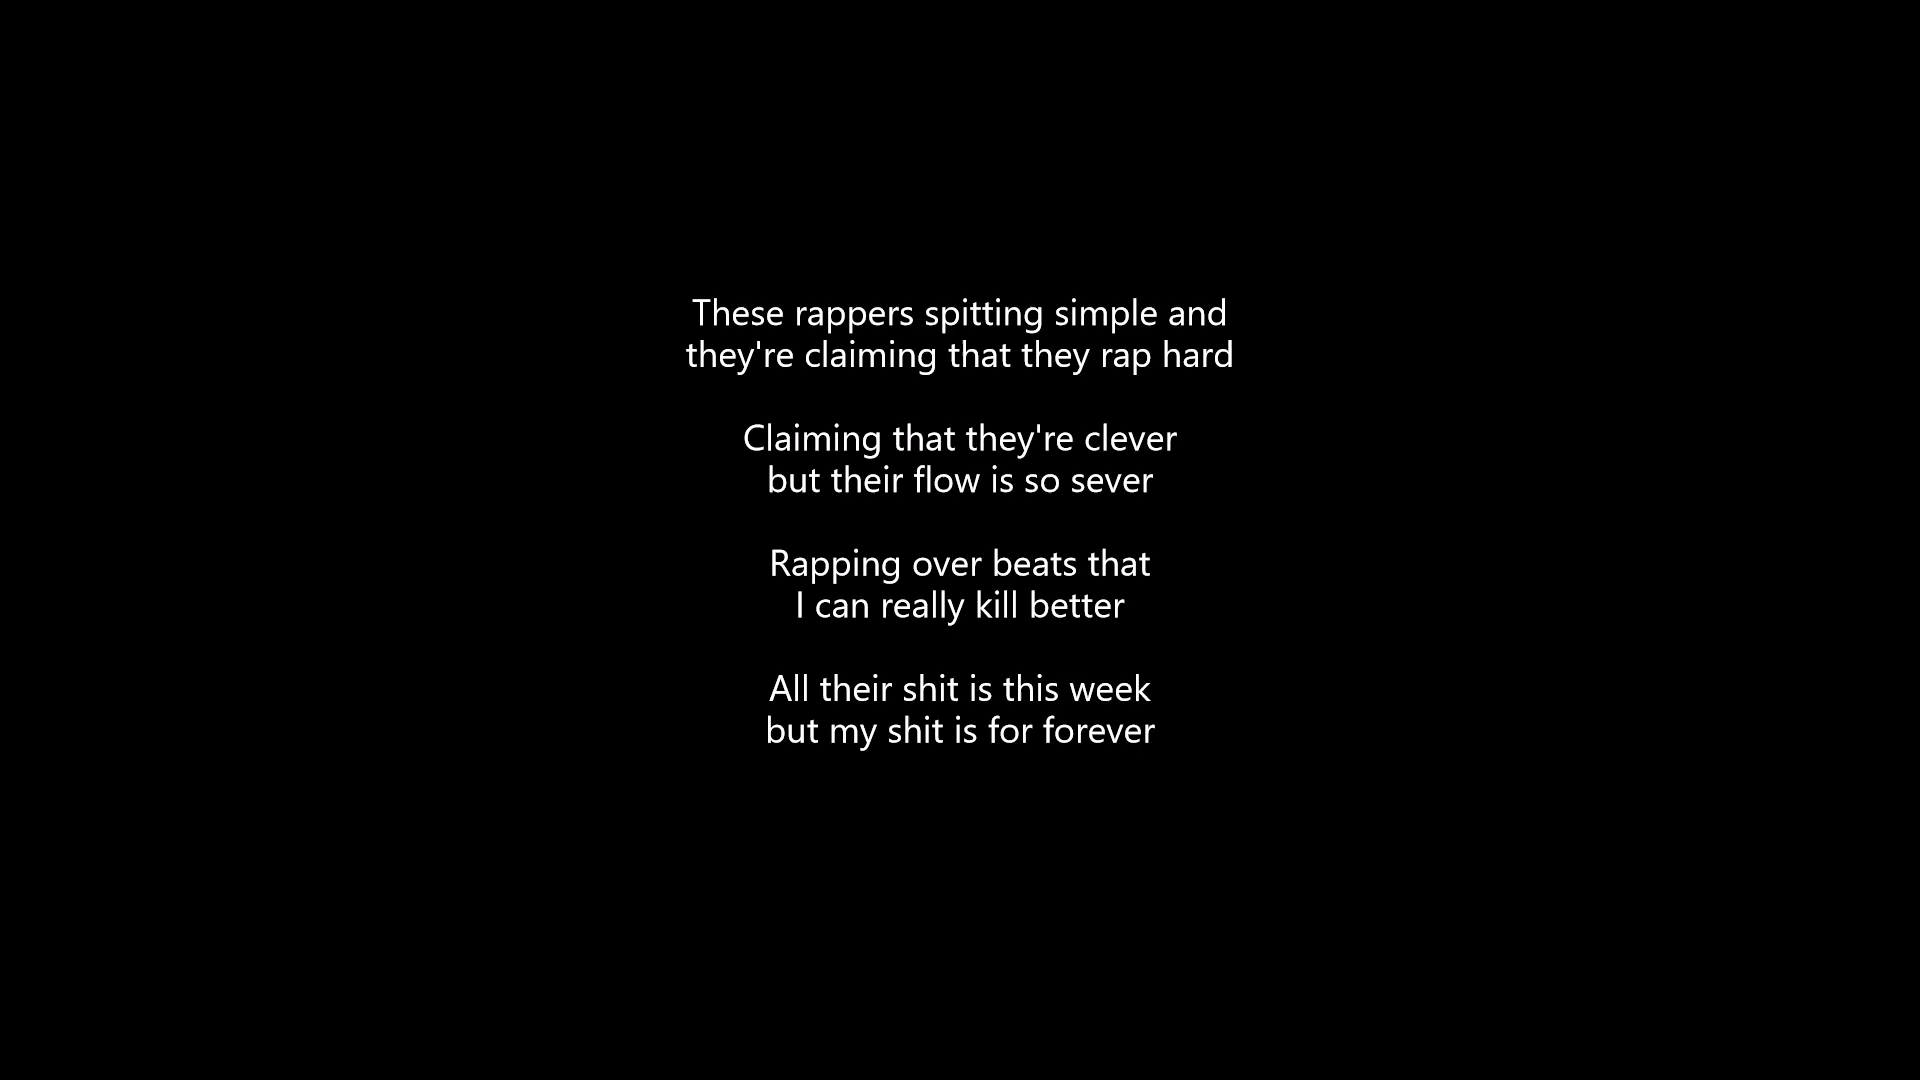 These rappers spitting simple and
they're claiming that they rap hard
Claiming that they're clever
but their flow is so sever
Rapping over beats that
I can really kill better
All their shit is this week
but my shit is for forever